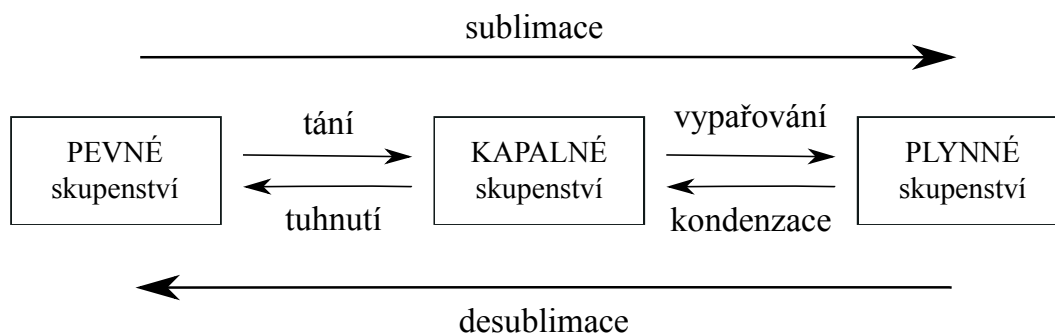 sublimace
tání
vypařování
PEVNÉ
skupenství
KAPALNÉ
skupenství
PLYNNÉ
skupenství
tuhnutí
kondenzace
desublimace